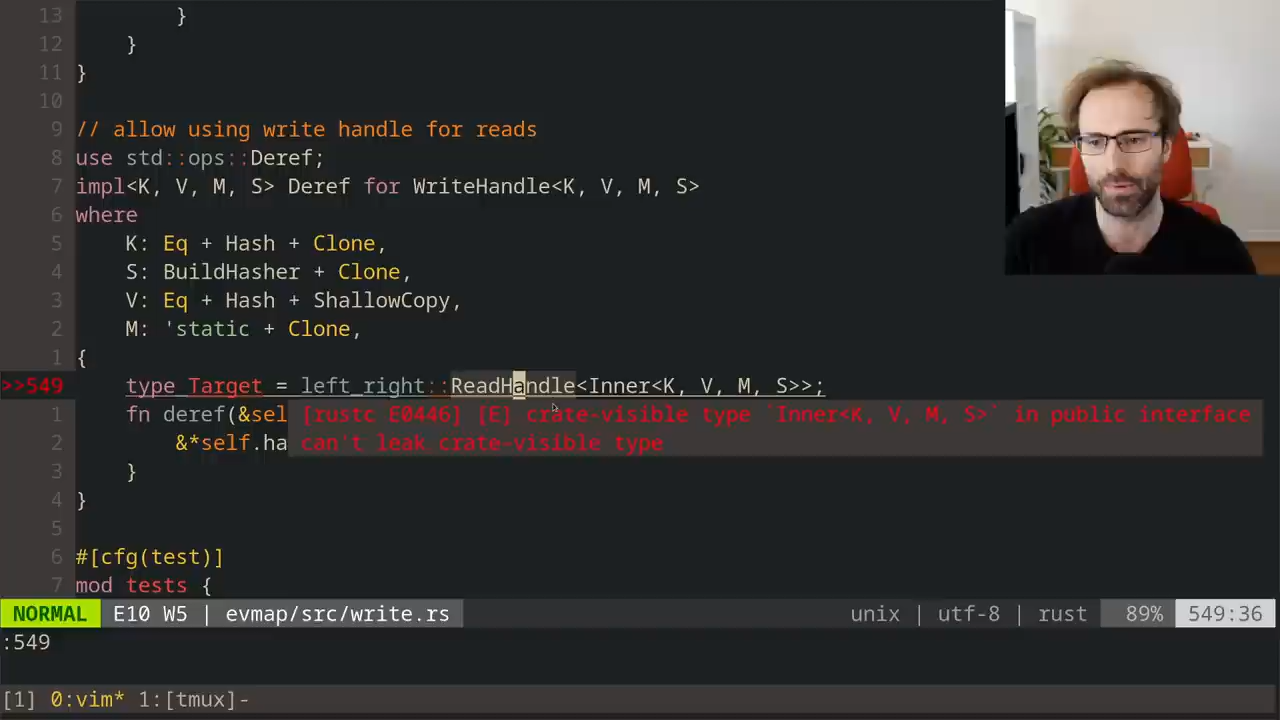 13         }
12     }
11 }
10
9 // allow using write handle for reads
8 use std::ops::Deref;
7 impl<K, V, M, S> Deref for WriteHandle<K, V, M, S>
6 where
5     K: Eq + Hash + Clone,
4     S: BuildHasher + Clone,
3     V: Eq + Hash + ShallowCopy,
2     M: 'static + Clone,
1 {
>>549     type Target = left_right::ReadHandle<Inner<K, V, M, S>>;
1     fn deref(&sel [rustc E0446] [E] crate-visible type `Inner<K, V, M, S>` in public interface
2         &*self.ha can't leak crate-visible type
3     }
4 }
5
6 #[cfg(test)]
7 mod tests {
NORMAL E10 W5 | evmap/src/write.rs unix | utf-8 | rust 89% 549:36
:549
[1] 0:vim* 1:[tmux]-